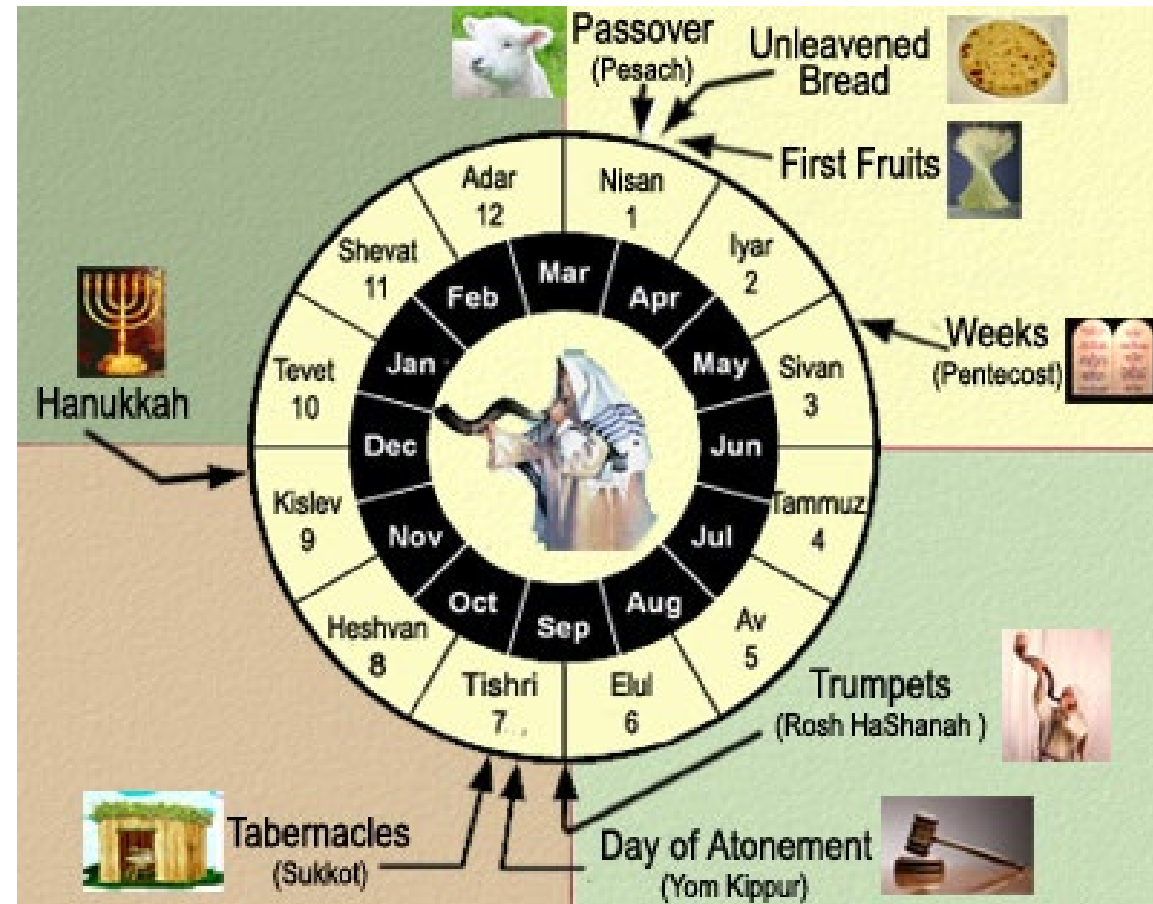 Passover
(Pesach)
Unleavened
Bread
First Fruits
Adar
12
Nisan
1
Shevat
11
Iyar
2
Mar
Feb
Apr
Hanukkah
Tevet
10
Jan
May
Sivan
3
Weeks
(Pentecost)
Dec
Jun
Kislev
9
Nov
Jul
Tammuz
4
Heshvan
8
Oct
Sep
Aug
Av
5
Tishri
7
Elul
6
Trumpets
(Rosh HaShanah )
Tabernacles
(Sukkot)
Day of Atonement
(Yom Kippur)